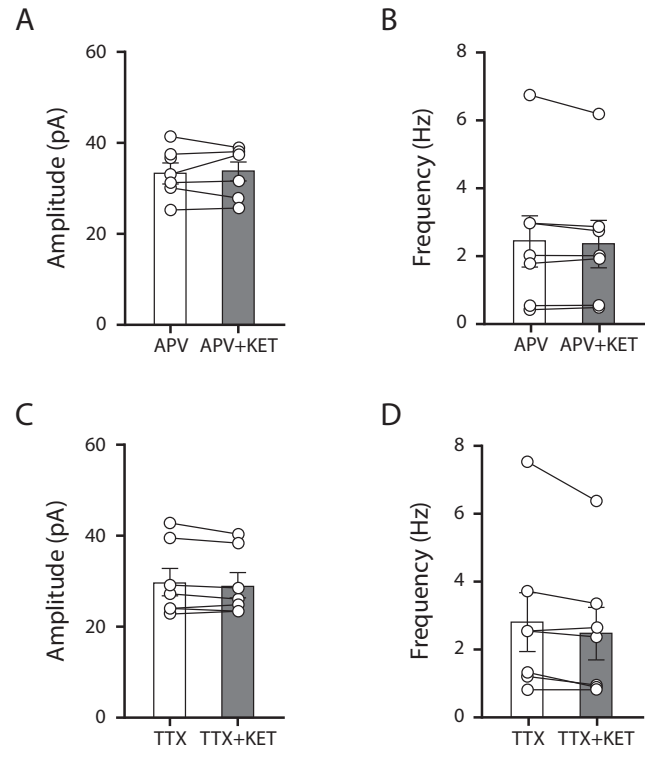 A
Amplitude (pA)
60
40
20
0
APV APV+KET
B
Frequency (Hz)
8
6
4
2
0
APV APV+KET
C
Amplitude (pA)
60
40
20
0
TTX TTX+KET
D
Frequency (Hz)
8
6
4
2
0
TTX TTX+KET